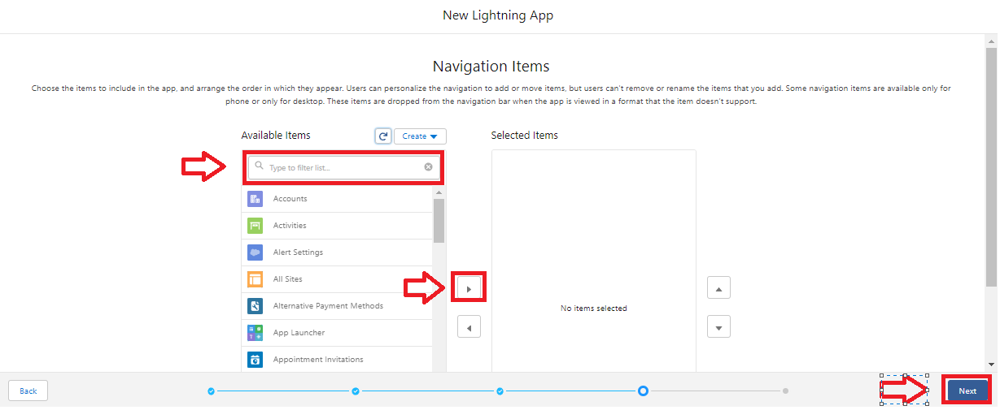 New Lightning App
Navigation Items
Choose the items to include in the app, and arrange the order in which they appear. Users can personalize the navigation to add or move items, but users can't remove or rename the items that you add. Some navigation items are available only for
phone or only for desktop. These items are dropped from the navigation bar when the app is viewed in a format that the item doesn't support.
Available Items
Create
Selected Items
Type to filter list...
Accounts
Activities
Alert Settings
All Sites
Alternative Payment Methods
No items selected
App Launcher
Appointment Invitations
Back
Next